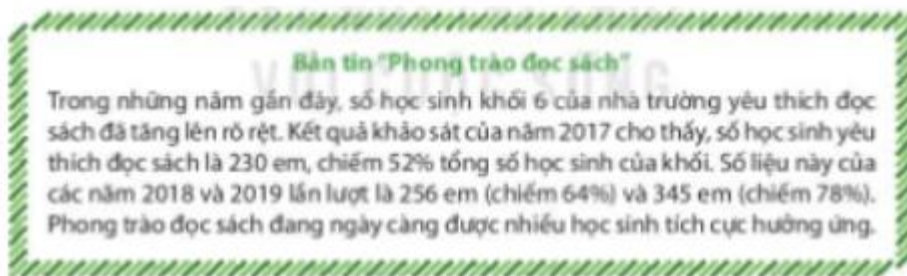 Bản tin "Phong trào đọc sách"
Trong những năm gần đây, số học sinh khối 6 của nhà trường yêu thích đọc
sách đã tăng lên rõ rệt. Kết quả khảo sát của năm 2017 cho thấy, số học sinh yêu
thích đọc sách là 230 em, chiếm 52% tổng số học sinh của khối. Số liệu này của
các năm 2018 và 2019 lần lượt là 256 em (chiếm 64%) và 345 em (chiếm 78%).
Phong trào đọc sách đang ngày càng được nhiều học sinh tích cực hưởng ứng.